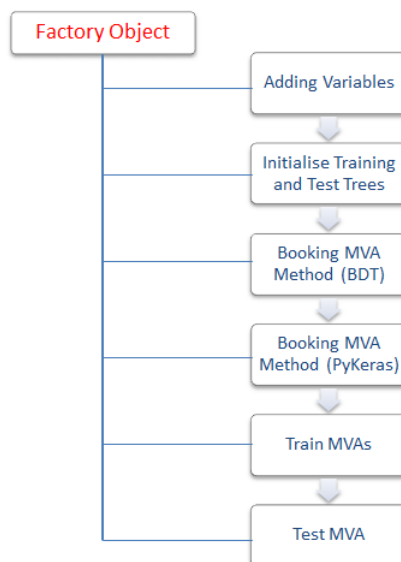 Factory Object
Adding Variables
Initialise Training
and Test Trees
Booking MVA
Method (BDT)
Booking MVA
Method (PyKeras)
Train MVAs
Test MVA